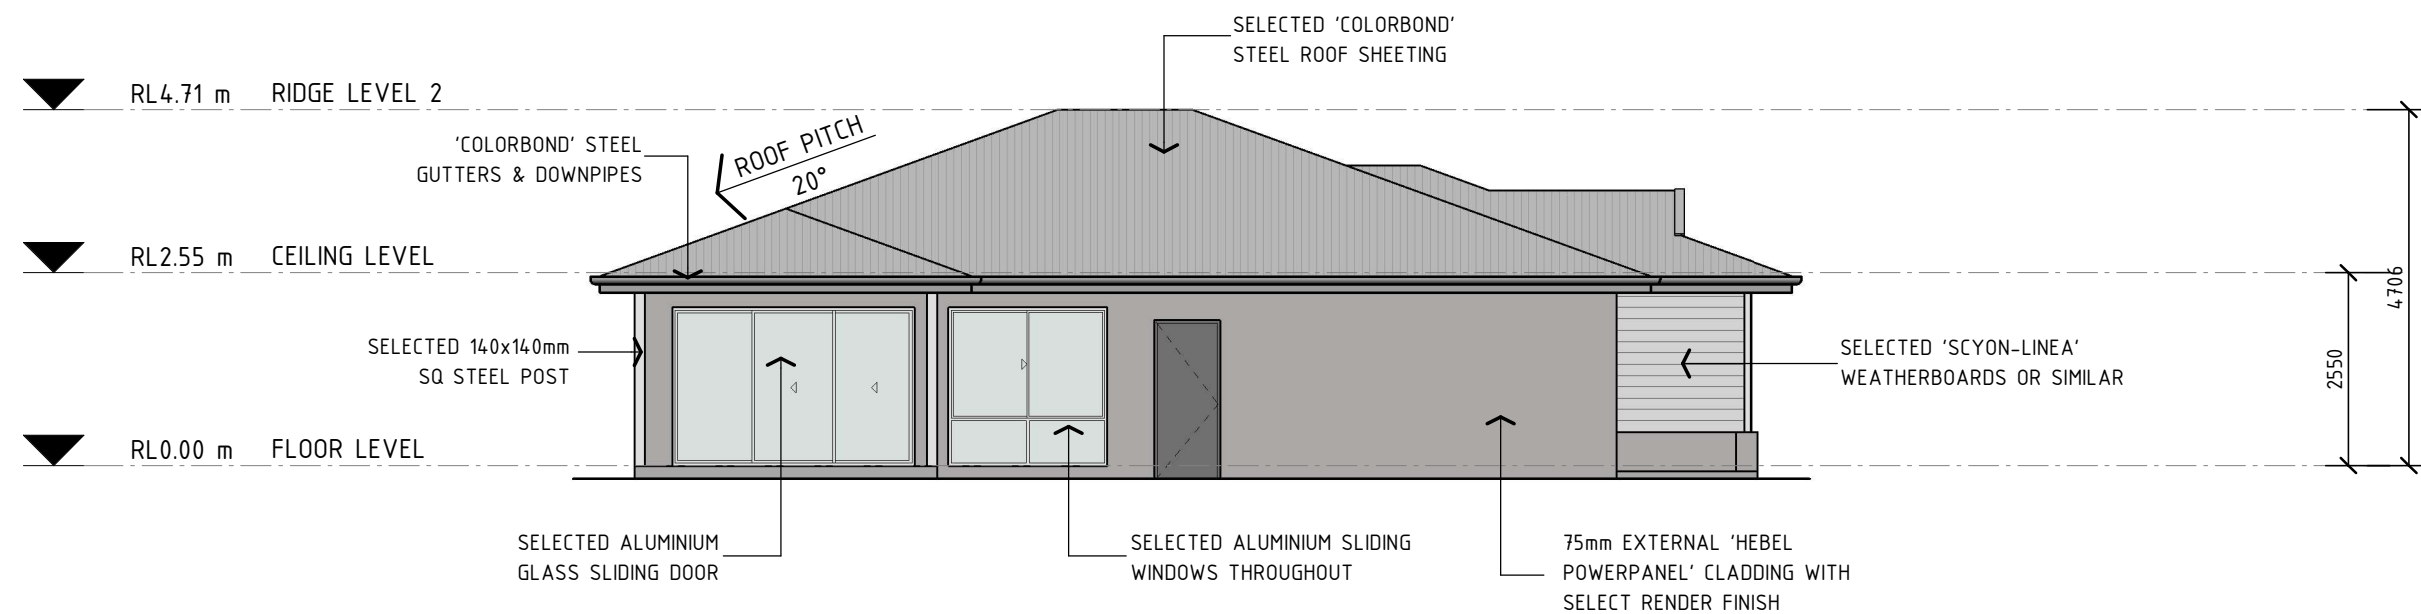 SELECTED 'COLORBOND'
STEEL ROOF SHEETING
RL4.71 m RIDGE LEVEL 2
'COLORBOND' STEEL
GUTTERS & DOWNPIPES
ROOF PITCH
20°
RL2.55 m CEILING LEVEL
4706
SELECTED 140x140mm
SQ STEEL POST
SELECTED 'SCYON-LINEA'
WEATHERBOARDS OR SIMILAR
2550
RL0.00 m FLOOR LEVEL
SELECTED ALUMINIUM
GLASS SLIDING DOOR
SELECTED ALUMINIUM SLIDING
WINDOWS THROUGHOUT
75mm EXTERNAL 'HEBEL
POWERPANEL' CLADDING WITH
SELECT RENDER FINISH